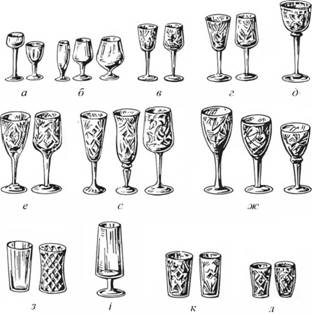 а б в г д
е с ж
з і к л